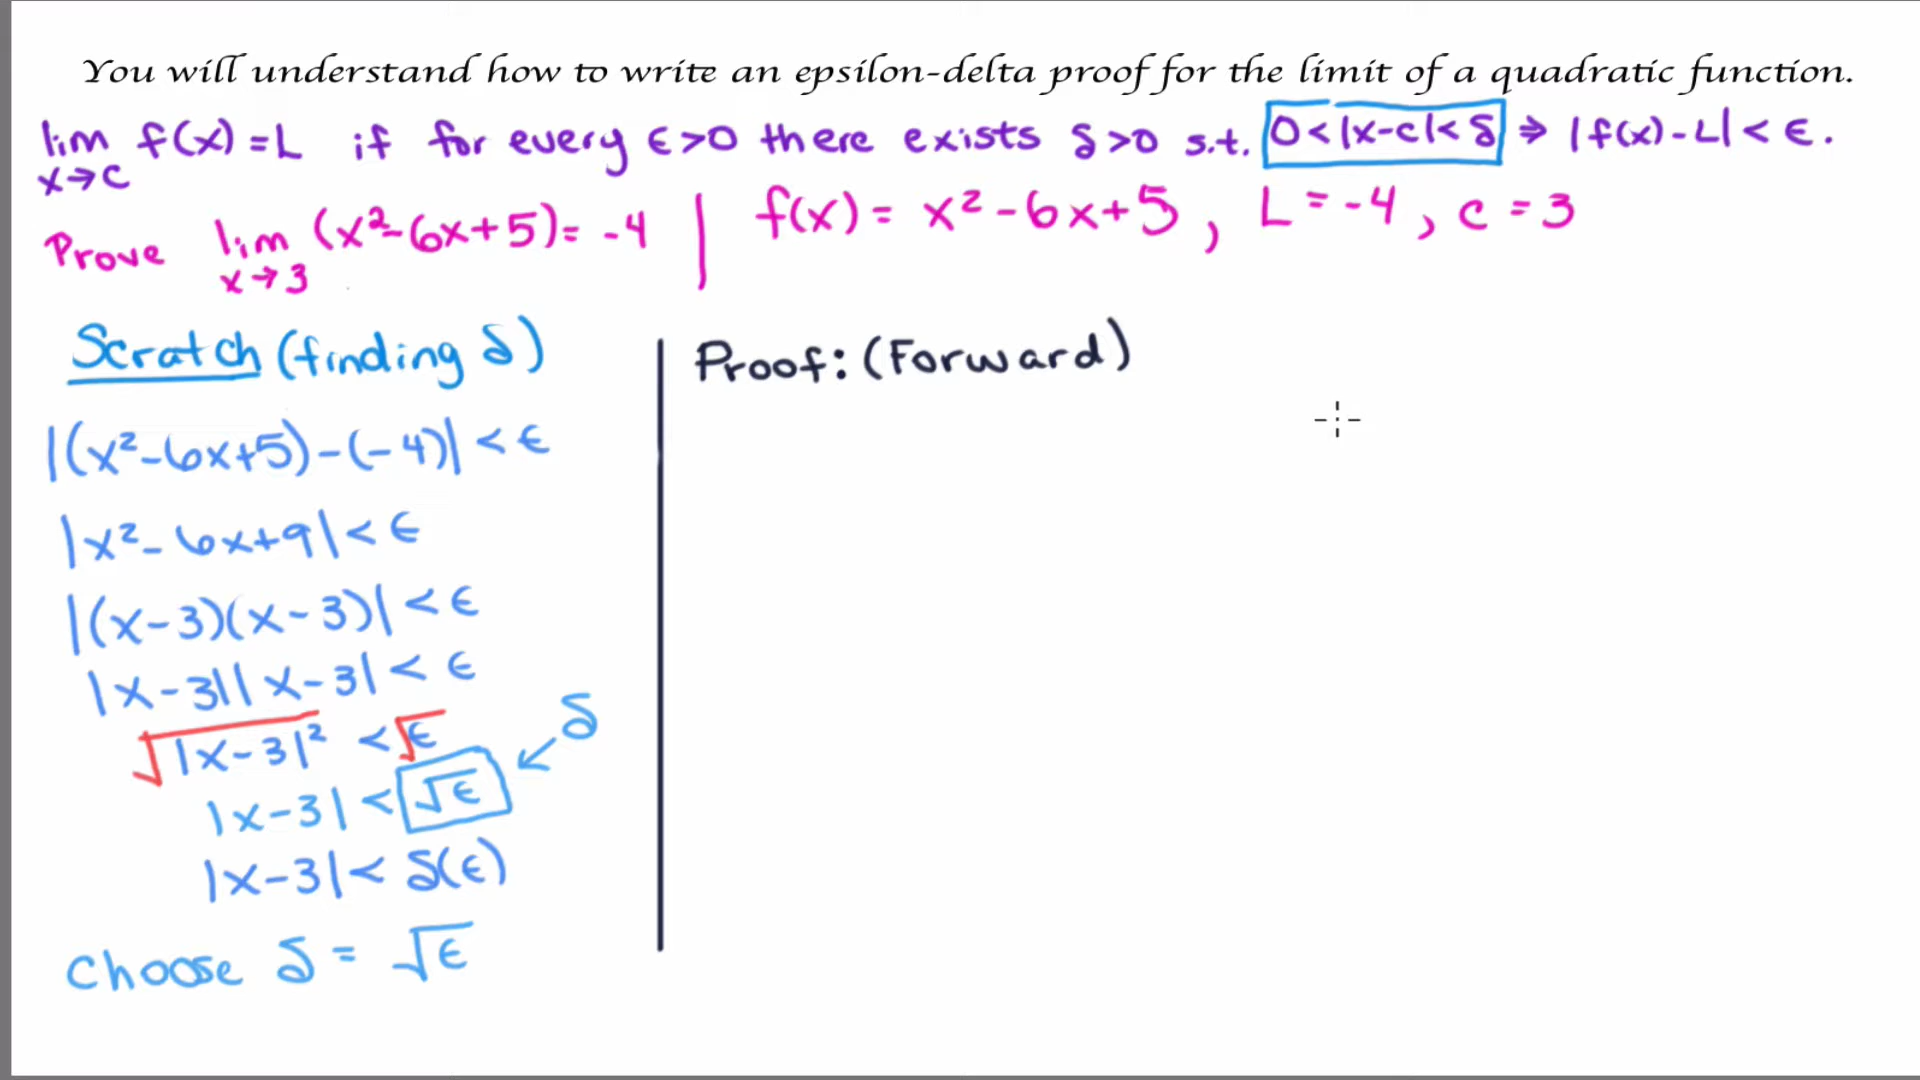 You will understand how to write an epsilon-delta proof for the limit of a quadratic function.
lim f(x) = L if for every ε>0 there exists δ>0 s.t. 0<|x-c|<δ ⇒ |f(x)-L|<ε.
x→c
Prove lim (x²-6x+5)= -4 | f(x) = x²-6x+5, L = -4, c = 3
x→3
Scratch (finding δ)
|(x²-6x+5)-(-4)|<ε
|x²-6x+9|<ε
|(x-3)(x-3)|<ε
|x-3||x-3|<ε
√|x-3|² <√ε
δ
|x-3|<√ε
|x-3|<δ(ε)
choose δ = √ε
Proof: (Forward)